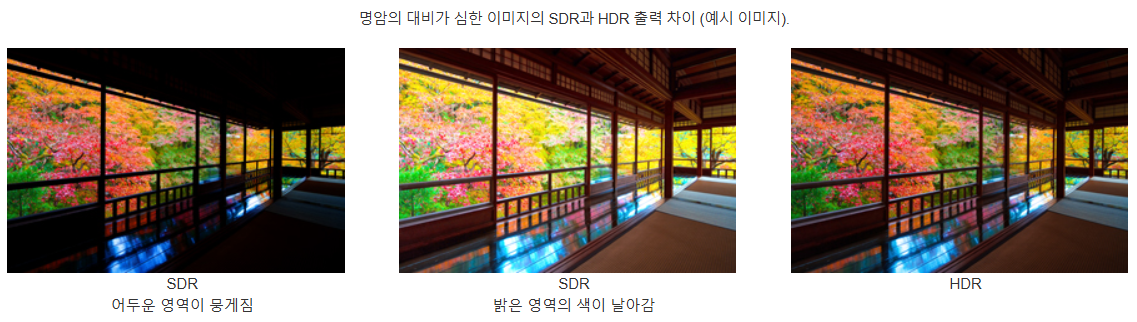 명암의 대비가 심한 이미지의 SDR과 HDR 출력 차이 (예시 이미지).
SDR
어두운 영역이 뭉게짐
SDR
밝은 영역의 색이 날아감
HDR